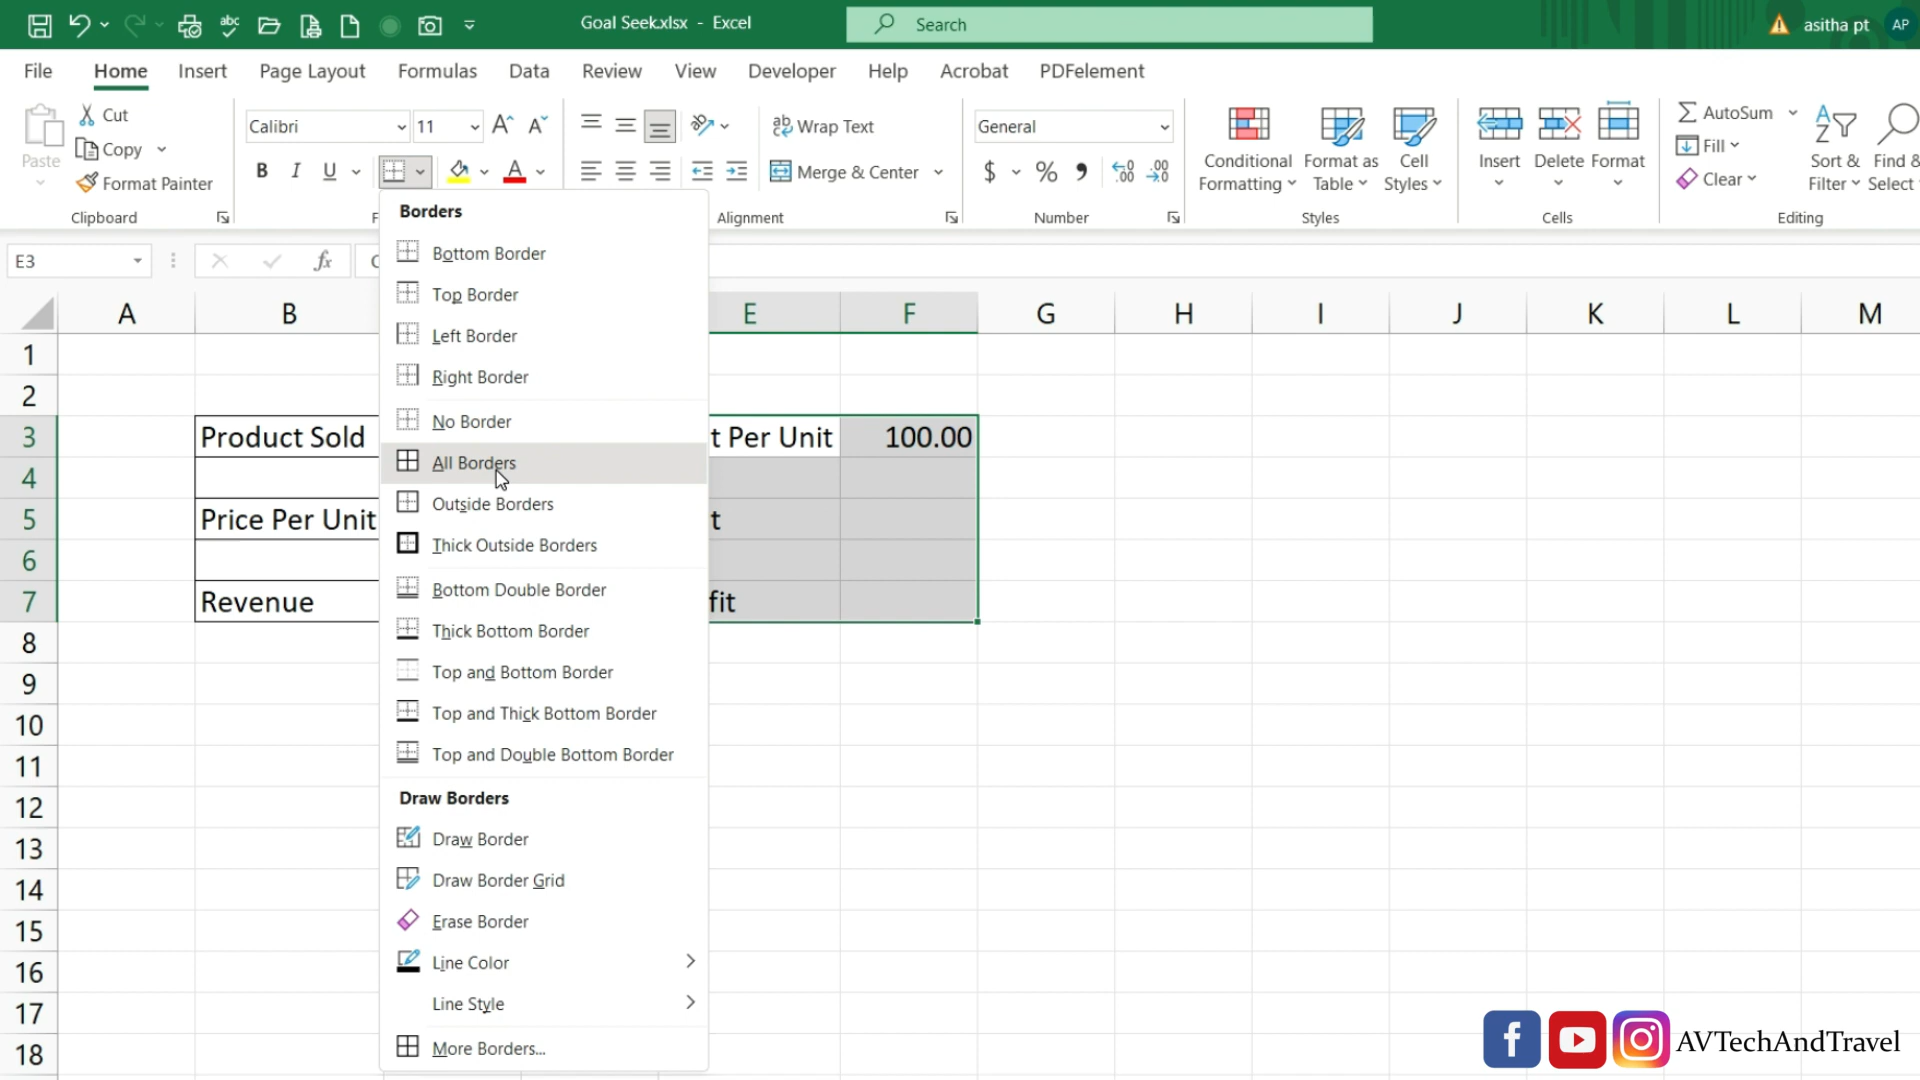 abc
Goal Seek.xlsx - Excel
Search
asitha pt
AP
File Home Insert Page Layout Formulas Data Review View Developer Help Acrobat PDFelement
Paste
Cut
Copy
Format Painter
Clipboard
Calibri
11
A^ A˅
B I U A
Wrap Text
Merge & Center
Alignment
General
$ % 9 .00 .00
Number
Conditional Formatting
Format as Table
Cell Styles
Styles
Insert
Delete
Format
Cells
AutoSum
Fill
Clear
Sort & Filter
Find & Select
Editing
E3
fx
A B E F G H I J K L M
1
2
3 Product Sold t Per Unit 100.00
4
5 Price Per Unit t
6
7 Revenue fit
8
9
10
11
12
13
14
15
16
17
18
Borders
Bottom Border
Top Border
Left Border
Right Border
No Border
All Borders
Outside Borders
Thick Outside Borders
Bottom Double Border
Thick Bottom Border
Top and Bottom Border
Top and Thick Bottom Border
Top and Double Bottom Border
Draw Borders
Draw Border
Draw Border Grid
Erase Border
Line Color
Line Style
More Borders...
AVTechAndTravel